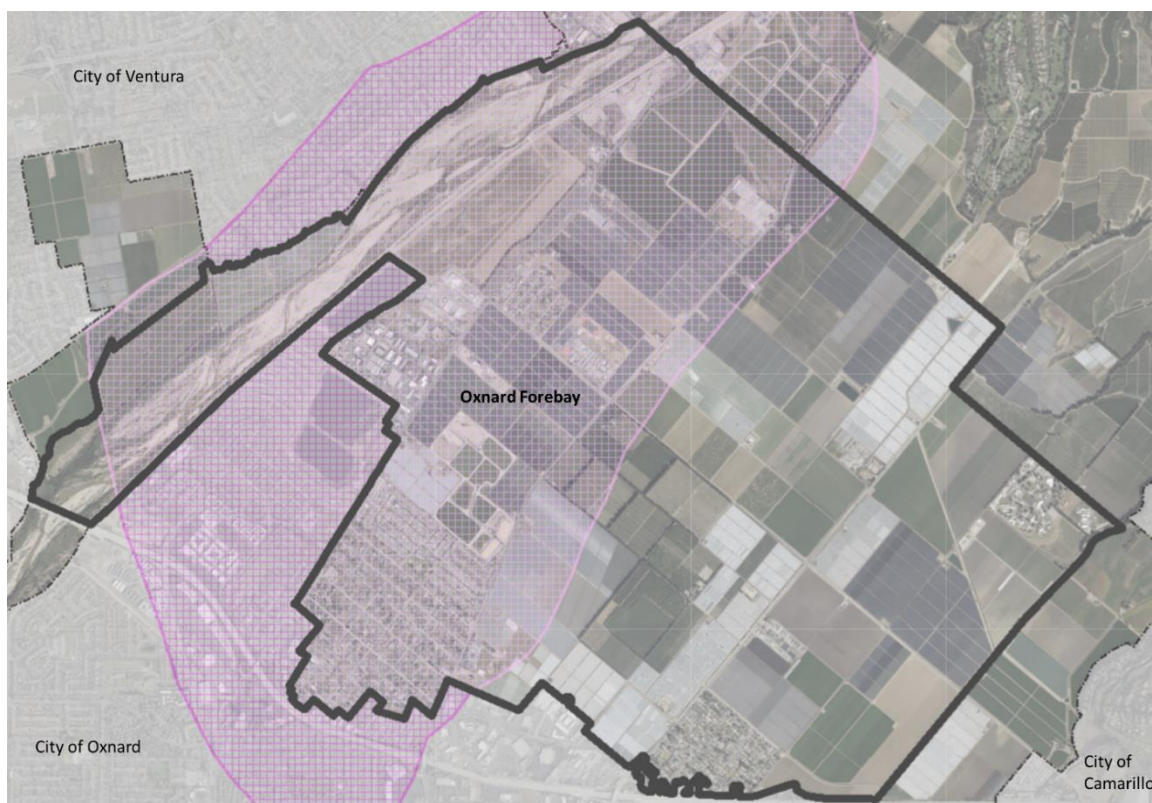 City of Ventura
Oxnard Forebay
City of Oxnard
City of
Camarillo